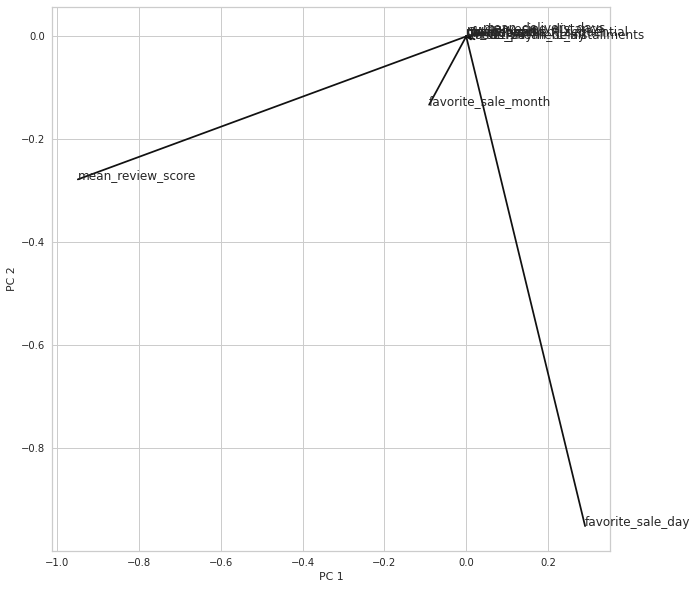 0.0
−0.2
−0.4
−0.6
−0.8
PC 2
mean_delivery_days
favorite_sale_month
mean_review_score
favorite_sale_day
−1.0 −0.8 −0.6 −0.4 −0.2 0.0 0.2
PC 1